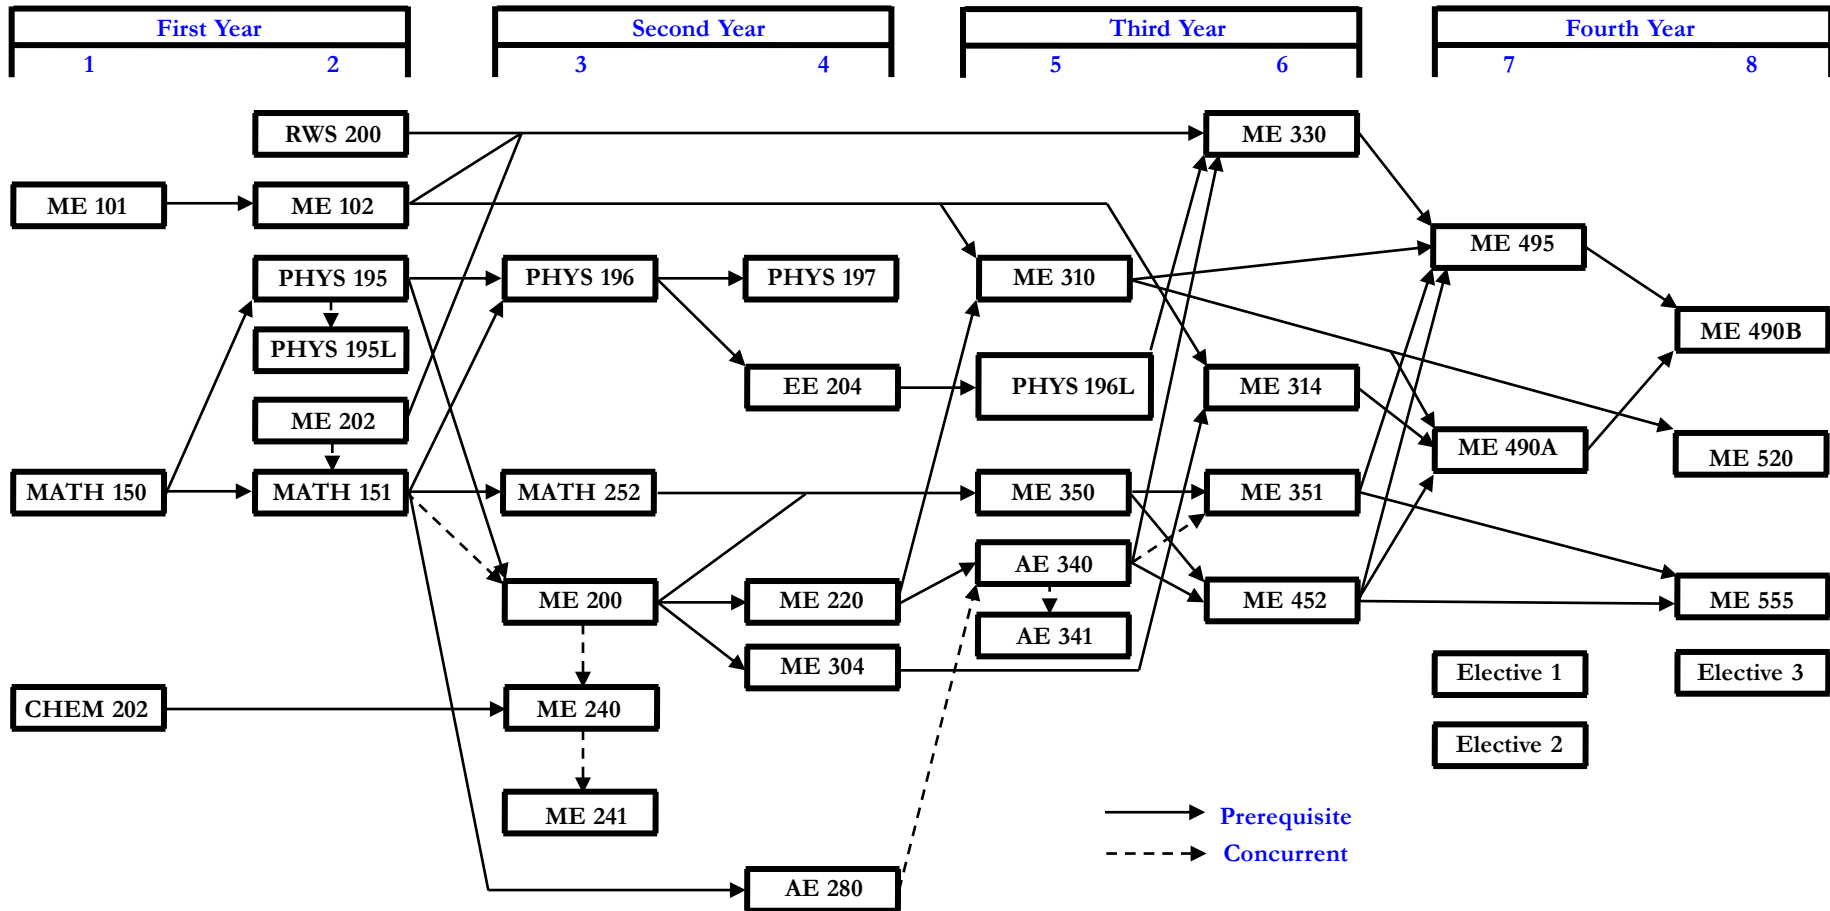 First Year
Second Year
Third Year
Fourth Year
1
2
3
4
5
6
7
8
RWS 200
ME 330
ME 101
ME 102
ME 495
PHYS 195
PHYS 196
PHYS 197
ME 310
PHYS 195L
ME 490B
EE 204
PHYS 196L
ME 314
ME 202
ME 490A
ME 520
MATH 150
MATH 151
MATH 252
ME 350
ME 351
AE 340
ME 200
ME 220
ME 452
ME 555
AE 341
ME 304
Elective 1
Elective 3
CHEM 202
ME 240
Elective 2
ME 241
Prerequisite
Concurrent
AE 280